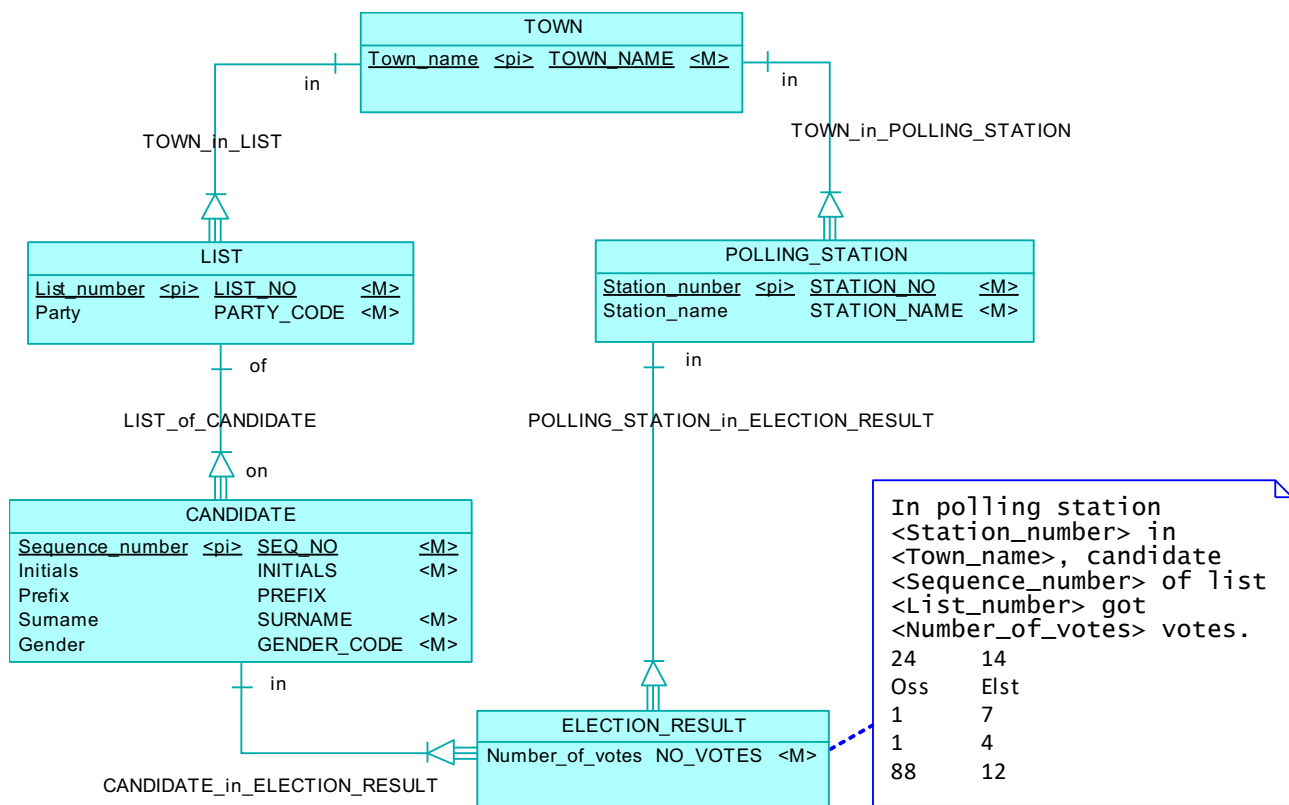 TOWN
Town_name <pi> TOWN_NAME <M>
in
in
TOWN_in_LIST
TOWN_in_POLLING_STATION
LIST
List_number <pi> LIST_NO <M>
Party PARTY_CODE <M>
POLLING_STATION
Station_nunber <pi> STATION_NO <M>
Station_name STATION_NAME <M>
of
in
LIST_of_CANDIDATE
POLLING_STATION_in_ELECTION_RESULT
on
CANDIDATE
Sequence_number <pi> SEQ_NO <M>
Initials INITIALS <M>
Prefix PREFIX
Surname SURNAME <M>
Gender GENDER_CODE <M>
in
ELECTION_RESULT
Number_of_votes NO_VOTES <M>
CANDIDATE_in_ELECTION_RESULT
In polling station
<Station_number> in
<Town_name>, candidate
<Sequence_number> of list
<List_number> got
<Number_of_votes> votes.
24 14
Oss Elst
1 7
1 4
88 12